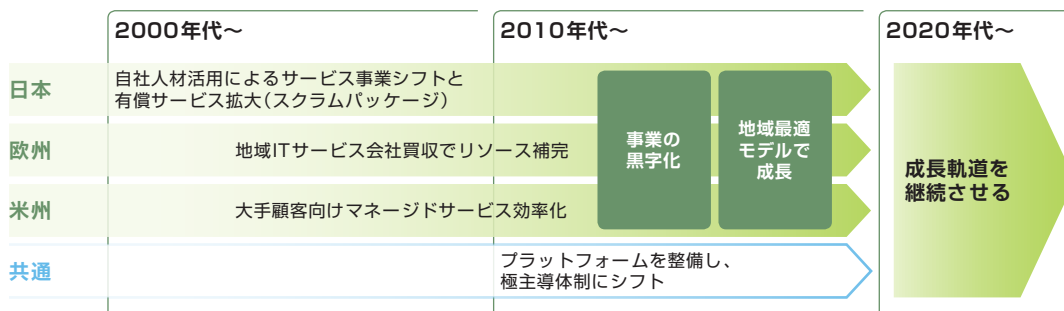 2000年代~
2010年代~
2020年代~
日本
自社人材活用によるサービス事業シフトと
有償サービス拡大(スクラムパッケージ)
欧州
地域ITサービス会社買収でリソース補完
米州
大手顧客向けマネージドサービス効率化
事業の
黒字化
地域最適
モデルで
成長
成長軌道を
継続させる
共通
プラットフォームを整備し、
極主導体制にシフト